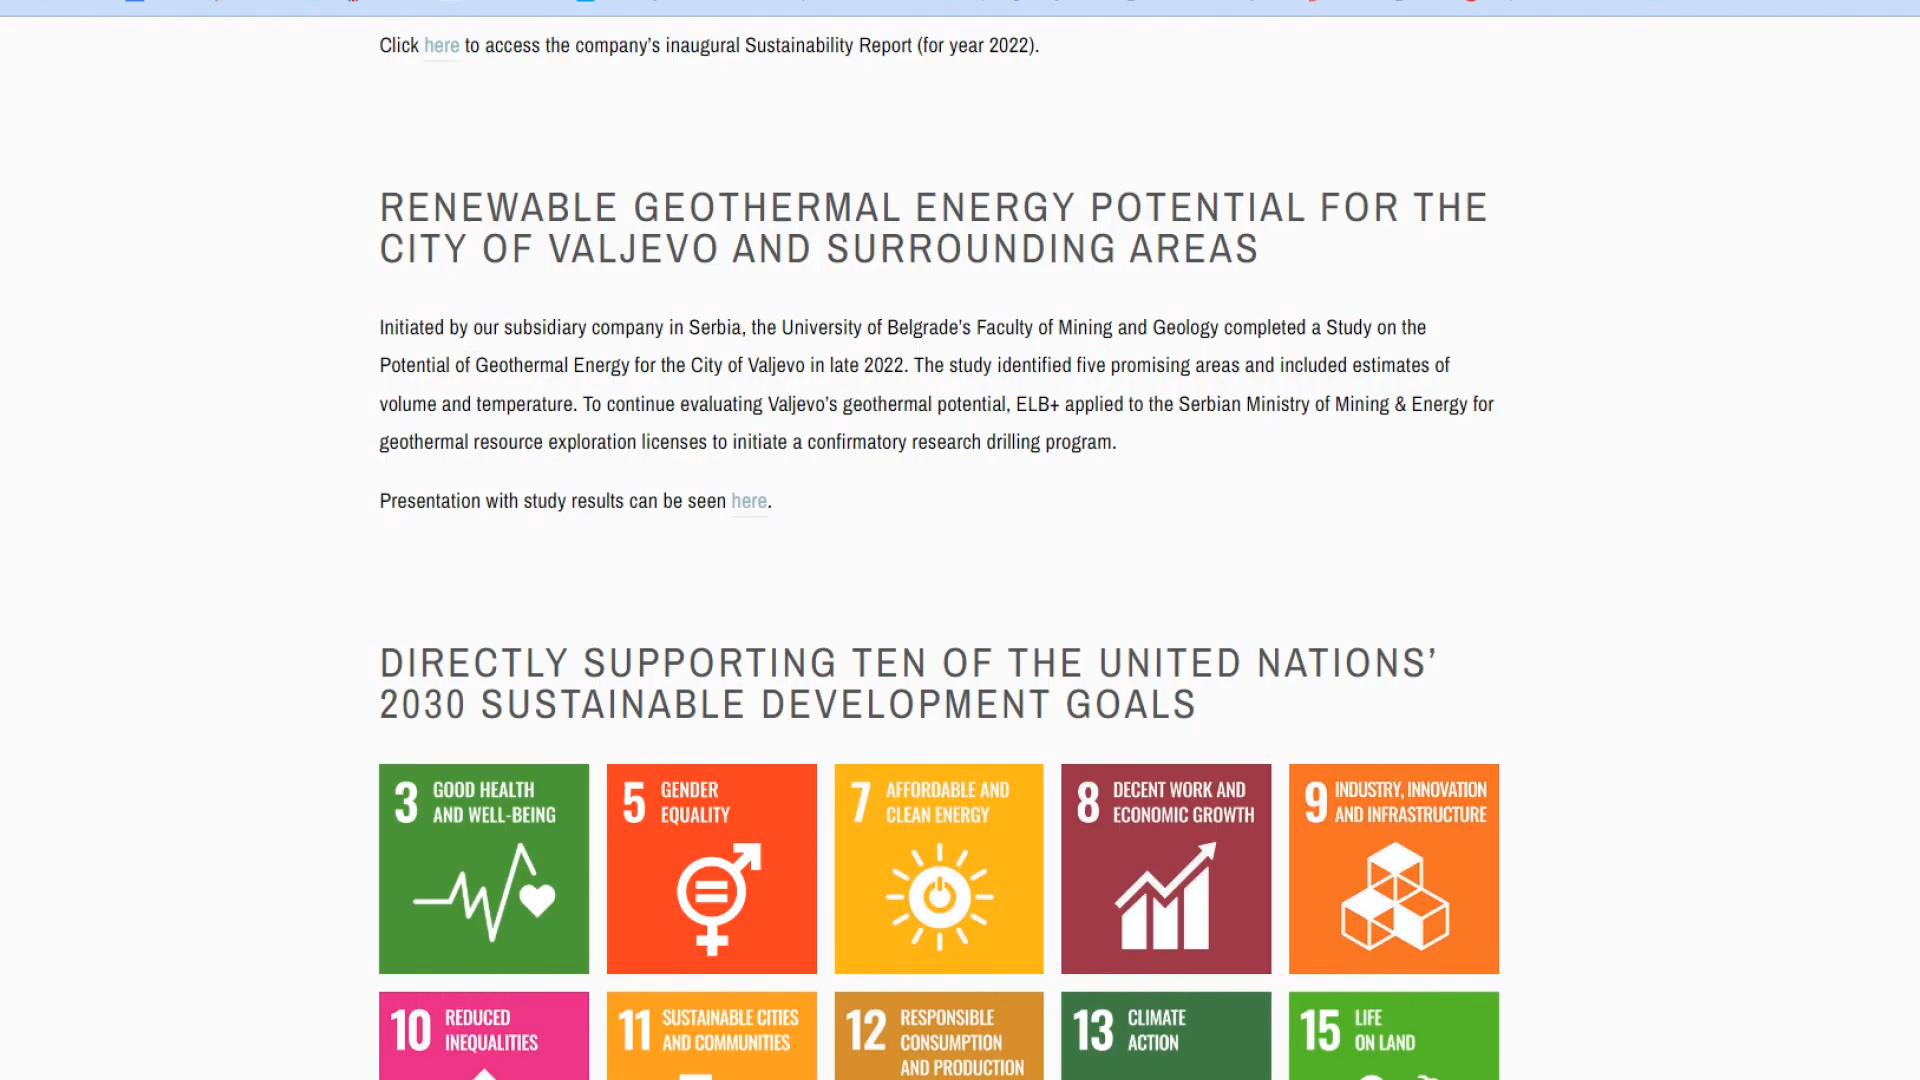 Click here to access the company’s inaugural Sustainability Report (for year 2022).
RENEWABLE GEOTHERMAL ENERGY POTENTIAL FOR THE
CITY OF VALJEVO AND SURROUNDING AREAS
Initiated by our subsidiary company in Serbia, the University of Belgrade’s Faculty of Mining and Geology completed a Study on the
Potential of Geothermal Energy for the City of Valjevo in late 2022. The study identified five promising areas and included estimates of
volume and temperature. To continue evaluating Valjevo’s geothermal potential, ELB+ applied to the Serbian Ministry of Mining & Energy for
geothermal resource exploration licenses to initiate a confirmatory research drilling program.
Presentation with study results can be seen here.
DIRECTLY SUPPORTING TEN OF THE UNITED NATIONS’
2030 SUSTAINABLE DEVELOPMENT GOALS
3 GOOD HEALTH
AND WELL-BEING
5 GENDER
EQUALITY
7 AFFORDABLE AND
CLEAN ENERGY
8 DECENT WORK AND
ECONOMIC GROWTH
9 INDUSTRY, INNOVATION
AND INFRASTRUCTURE
10 REDUCED
INEQUALITIES
11 SUSTAINABLE CITIES
AND COMMUNITIES
12 RESPONSIBLE
CONSUMPTION
AND PRODUCTION
13 CLIMATE
ACTION
15 LIFE
ON LAND